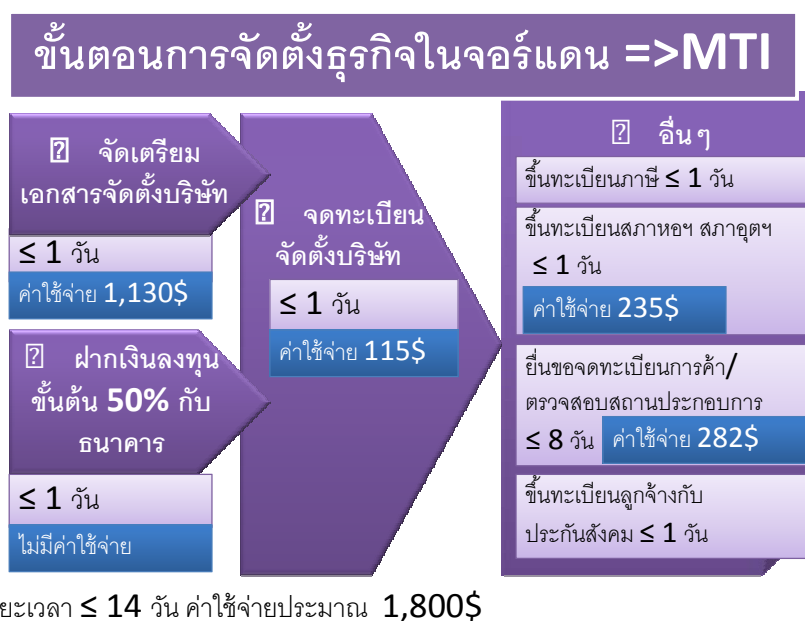 ขั้นตอนการจัดตั้งธุรกิจในจอร์แดน =>MTI
จัดเตรียม
เอกสารจัดตั้งบริษัท
≤ 1 วัน
ค่าใช้จ่าย 1,130$
ฝากเงินลงทุน
ขั้นต้น 50% กับ
ธนาคาร
≤ 1 วัน
ไม่มีค่าใช้จ่าย
จดทะเบียน
จัดตั้งบริษัท
≤ 1 วัน
ค่าใช้จ่าย 115$
อื่นๆ
ขึ้นทะเบียนภาษี ≤ 1 วัน
ขึ้นทะเบียนสภาหอฯ สภาอุตฯ
≤ 1 วัน
ค่าใช้จ่าย 235$
ยื่นขอจดทะเบียนการค้า/
ตรวจสอบสถานประกอบการ
≤ 8 วัน ค่าใช้จ่าย 282$
ขึ้นทะเบียนลูกจ้างกับ
ประกันสังคม ≤ 1 วัน
ยะเวลา ≤ 14 วัน ค่าใช้จ่ายประมาณ 1,800$